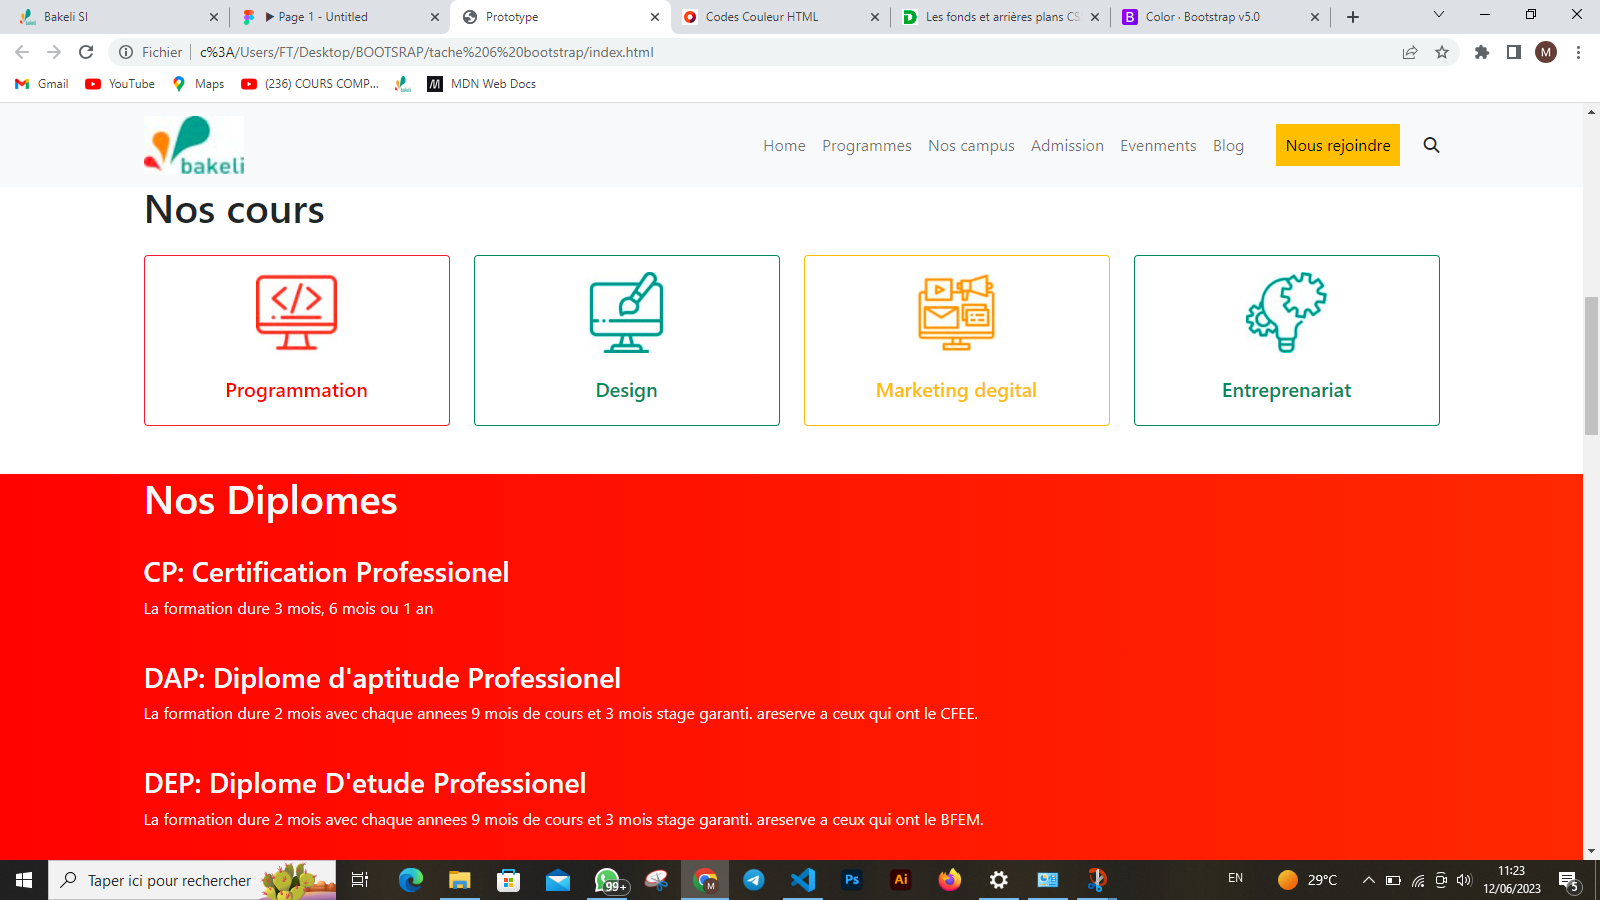 Bakeli SI
Page 1 - Untitled
Prototype
Codes Couleur HTML
Les fonds et arrières plans CS
B Color · Bootstrap v5.0
Fichier
c%3A/Users/FT/Desktop/BOOTSRAP/tache%206%20bootstrap/index.html
M
Gmail
YouTube
Maps
(236) COURS COMP...
MDN Web Docs
bakeli
Home
Programmes
Nos campus
Admission
Evenments
Blog
Nous rejoindre
Nos cours
Programmation
Design
Marketing degital
Entreprenariat
Nos Diplomes
CP: Certification Professionel
La formation dure 3 mois, 6 mois ou 1 an
DAP: Diplome d'aptitude Professionel
La formation dure 2 mois avec chaque annees 9 mois de cours et 3 mois stage garanti. areserve a ceux qui ont le CFEE.
DEP: Diplome D'etude Professionel
La formation dure 2 mois avec chaque annees 9 mois de cours et 3 mois stage garanti. areserve a ceux qui ont le BFEM.
Taper ici pour rechercher
99+
M
Ps
Ai
EN
29°C
11:23
12/06/2023
5